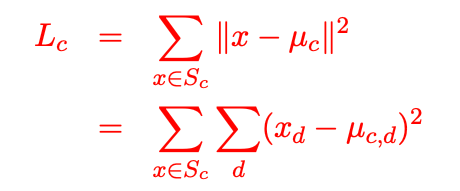 L_c = ∑_{x∈S_c} ‖x − μ_c‖²
= ∑_{x∈S_c} ∑_d (x_d − μ_{c,d})²